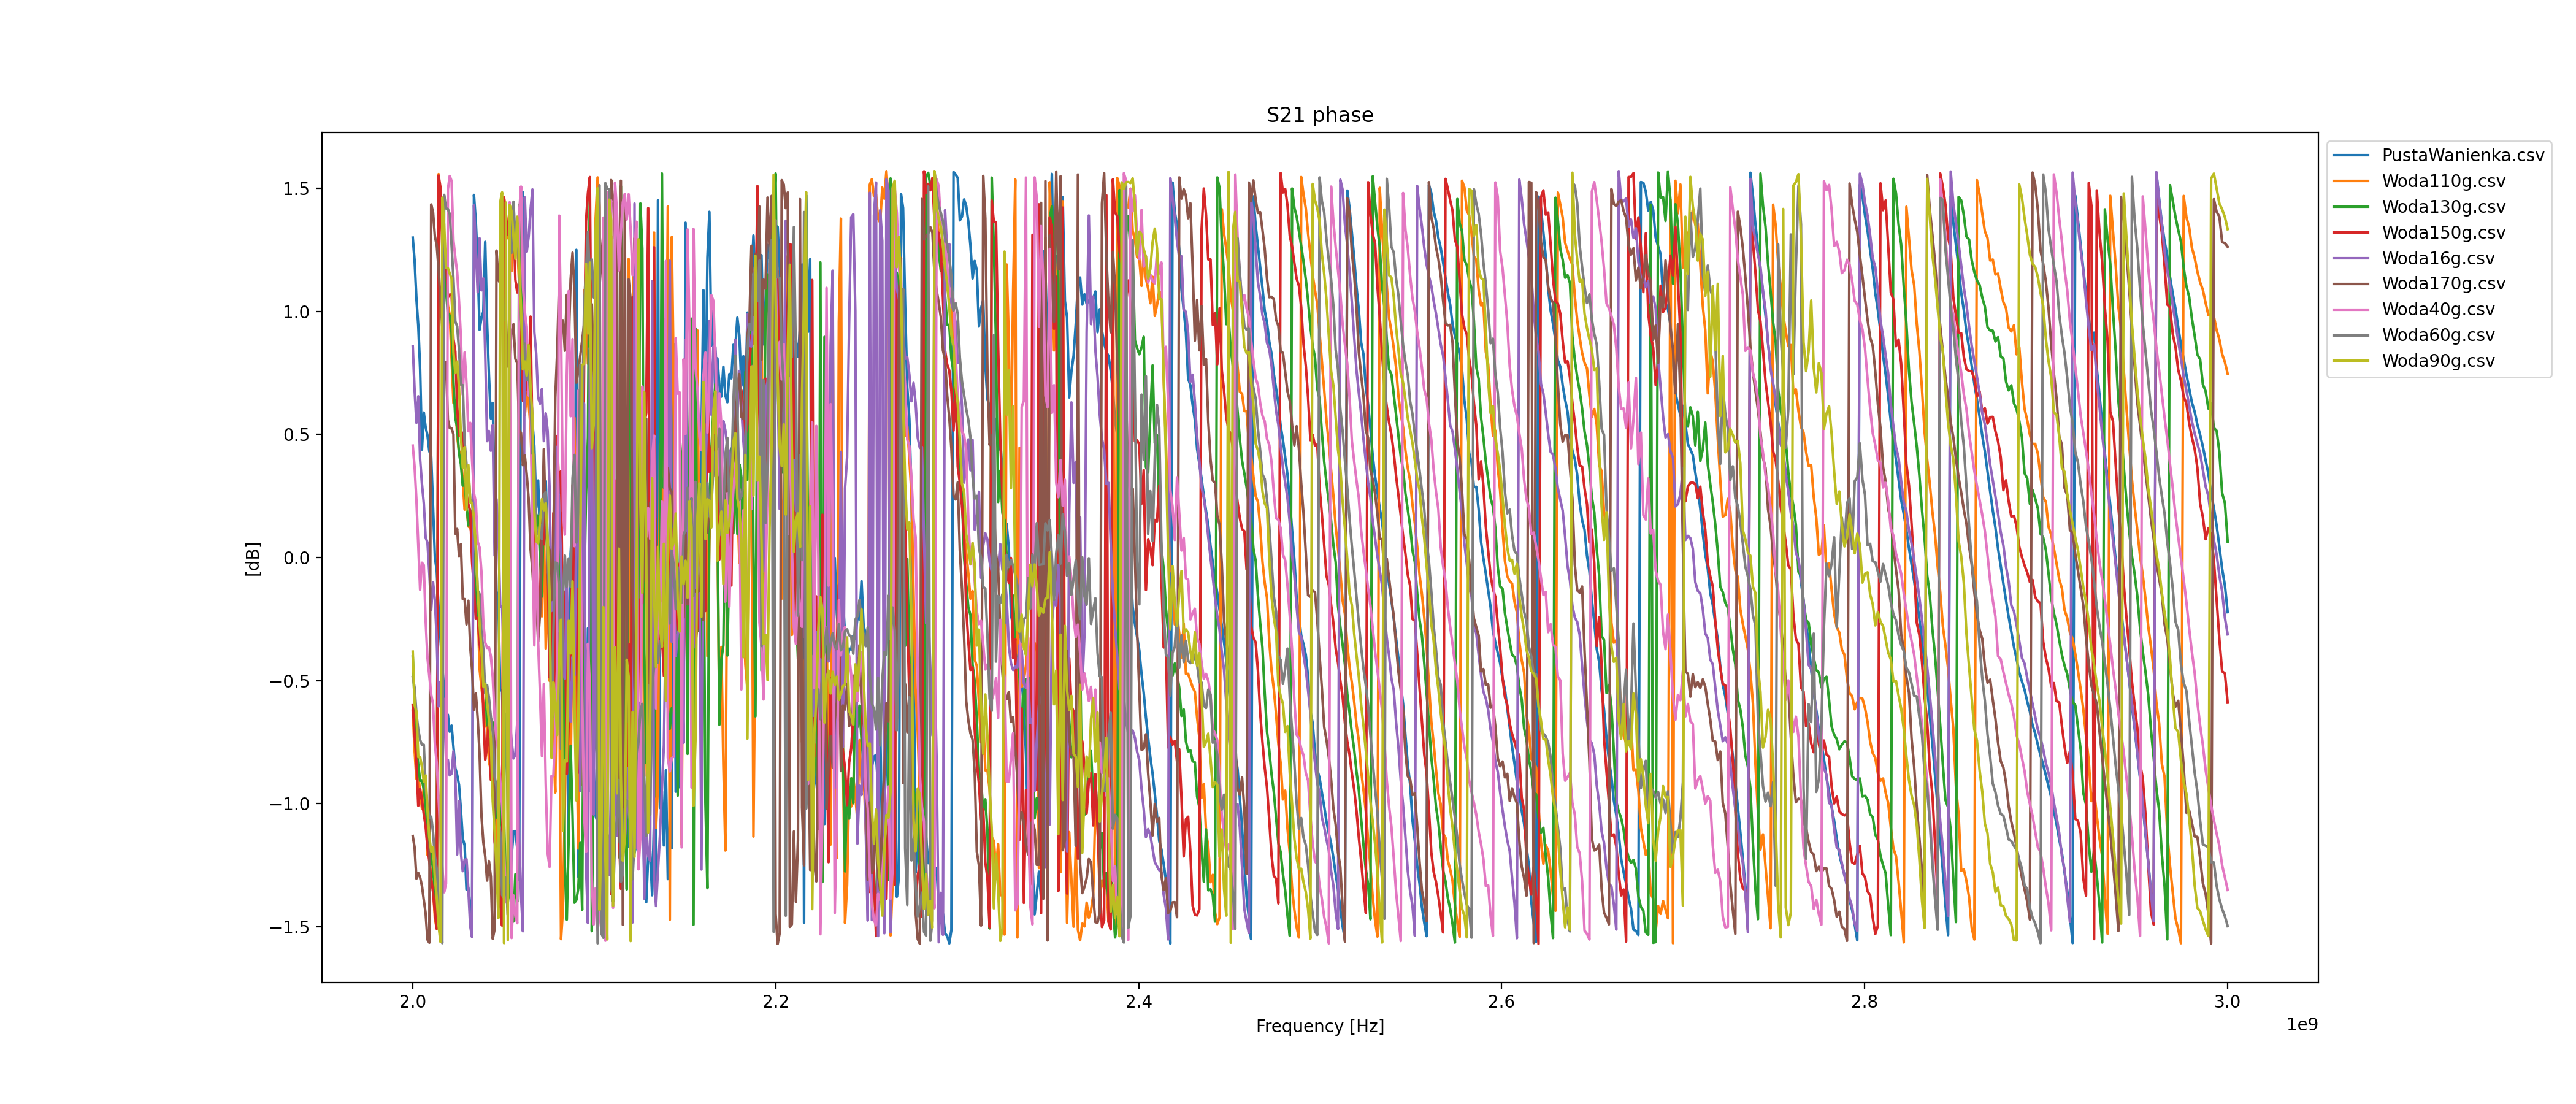 S21 phase
[dB]
1.5
1.0
0.5
0.0
−0.5
−1.0
−1.5
2.0
2.2
2.4
2.6
2.8
3.0
1e9
Frequency [Hz]
PustaWanienka.csv
Woda110g.csv
Woda130g.csv
Woda150g.csv
Woda16g.csv
Woda170g.csv
Woda40g.csv
Woda60g.csv
Woda90g.csv